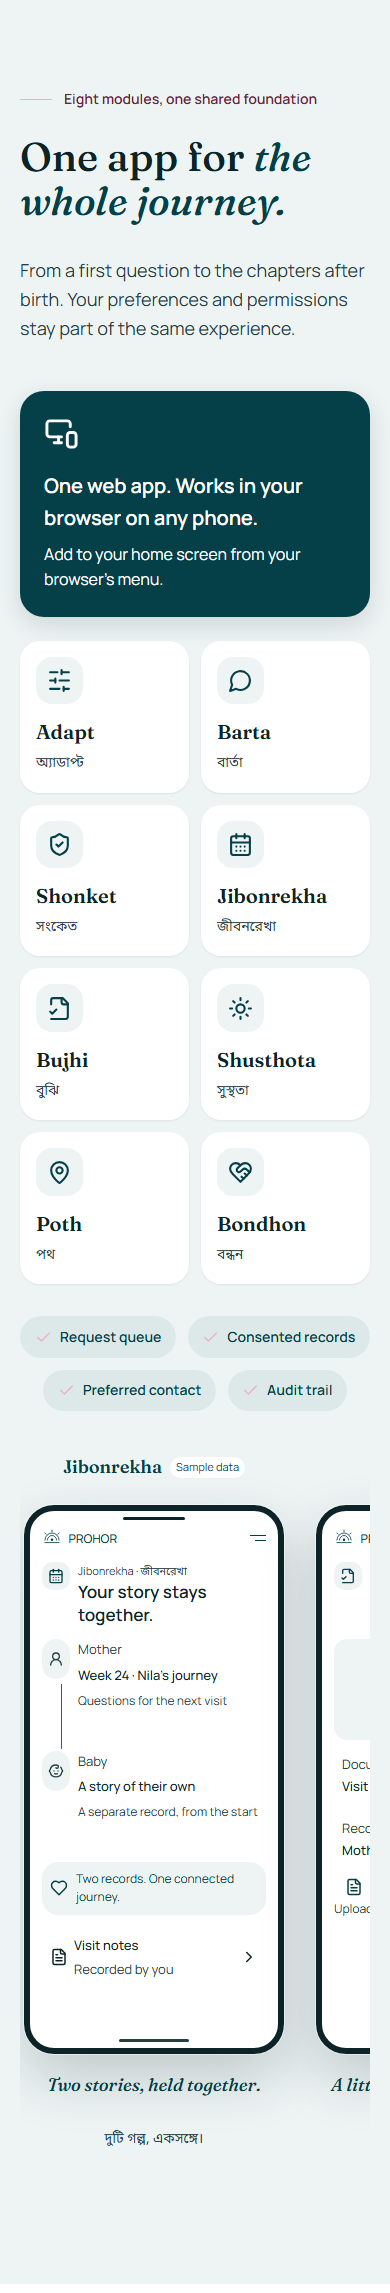 Eight modules, one shared foundation
One app for the
whole journey.
From a first question to the chapters after
birth. Your preferences and permissions
stay part of the same experience.
One web app. Works in your
browser on any phone.
Add to your home screen from your
browser's menu.
Adapt
অ্যাডাপ্ট
Barta
বার্তা
Shonket
সংকেত
Jibonrekha
জীবনরেখা
Bujhi
বুঝি
Shusthota
সুস্থতা
Poth
পথ
Bondhon
বন্ধন
Request queue
Consented records
Preferred contact
Audit trail
Jibonrekha
Sample data
PROHOR
Jibonrekha · জীবনরেখা
Your story stays
together.
Mother
Week 24 · Nila's journey
Questions for the next visit
Baby
A story of their own
A separate record, from the start
Two records. One connected
journey.
Visit notes
Recorded by you
Two stories, held together.
দুটি গল্প, একসঙ্গে।
Visit
Upload